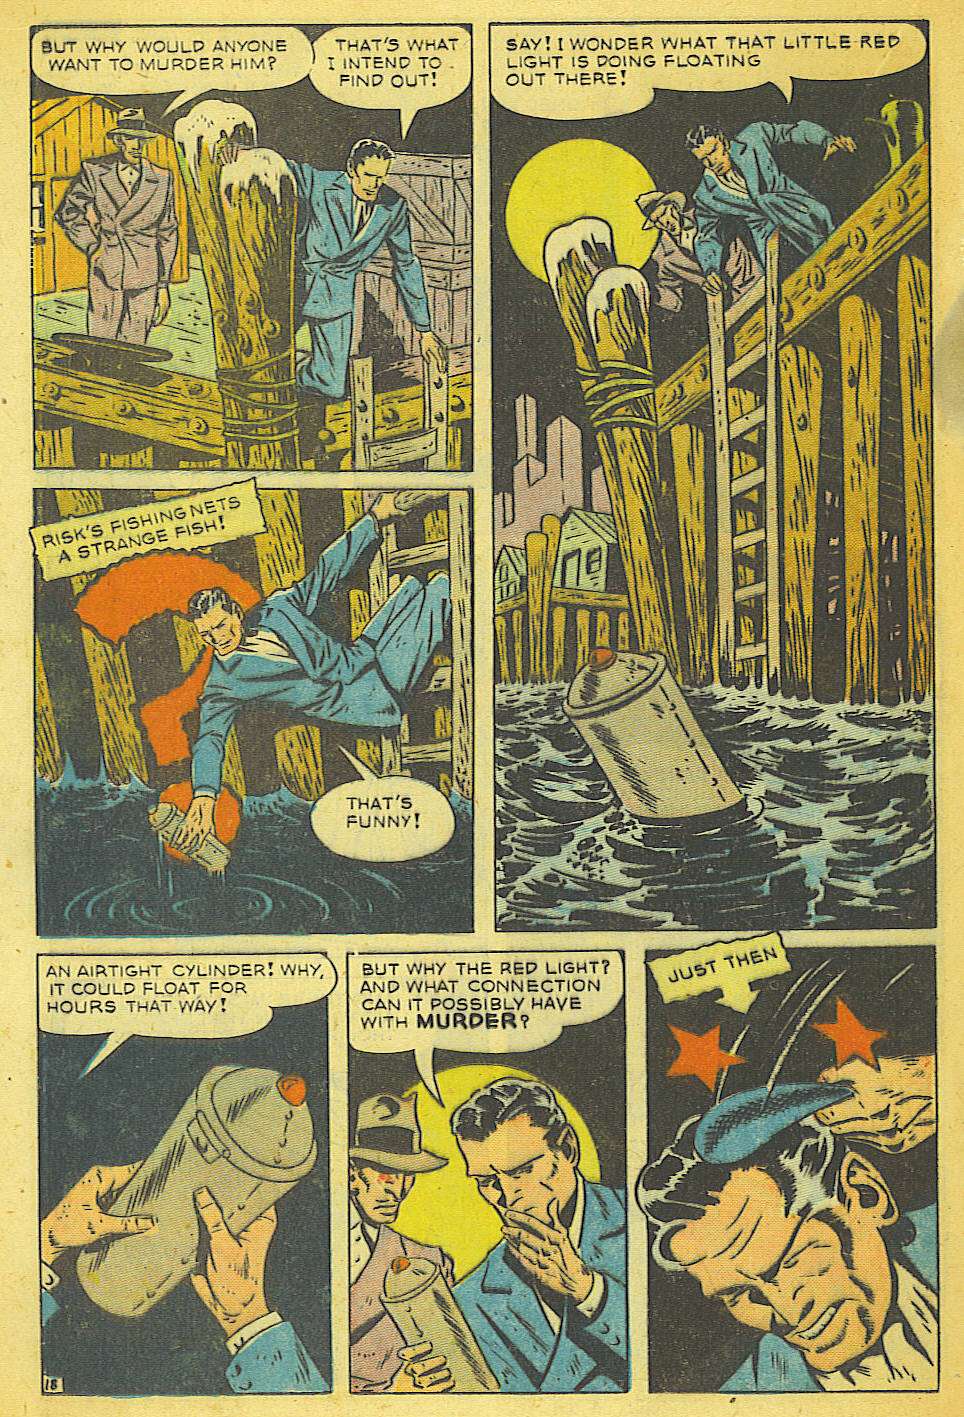 BUT WHY WOULD ANYONE
WANT TO MURDER HIM?
THAT'S WHAT
I INTEND TO
FIND OUT!
SAY! I WONDER WHAT THAT LITTLE RED
LIGHT IS DOING FLOATING
OUT THERE!
RISK'S FISHING NETS
A STRANGE FISH!
THAT'S
FUNNY!
AN AIRTIGHT CYLINDER! WHY,
IT COULD FLOAT FOR
HOURS THAT WAY!
BUT WHY THE RED LIGHT?
AND WHAT CONNECTION
CAN IT POSSIBLY HAVE
WITH MURDER?
JUST THEN
18